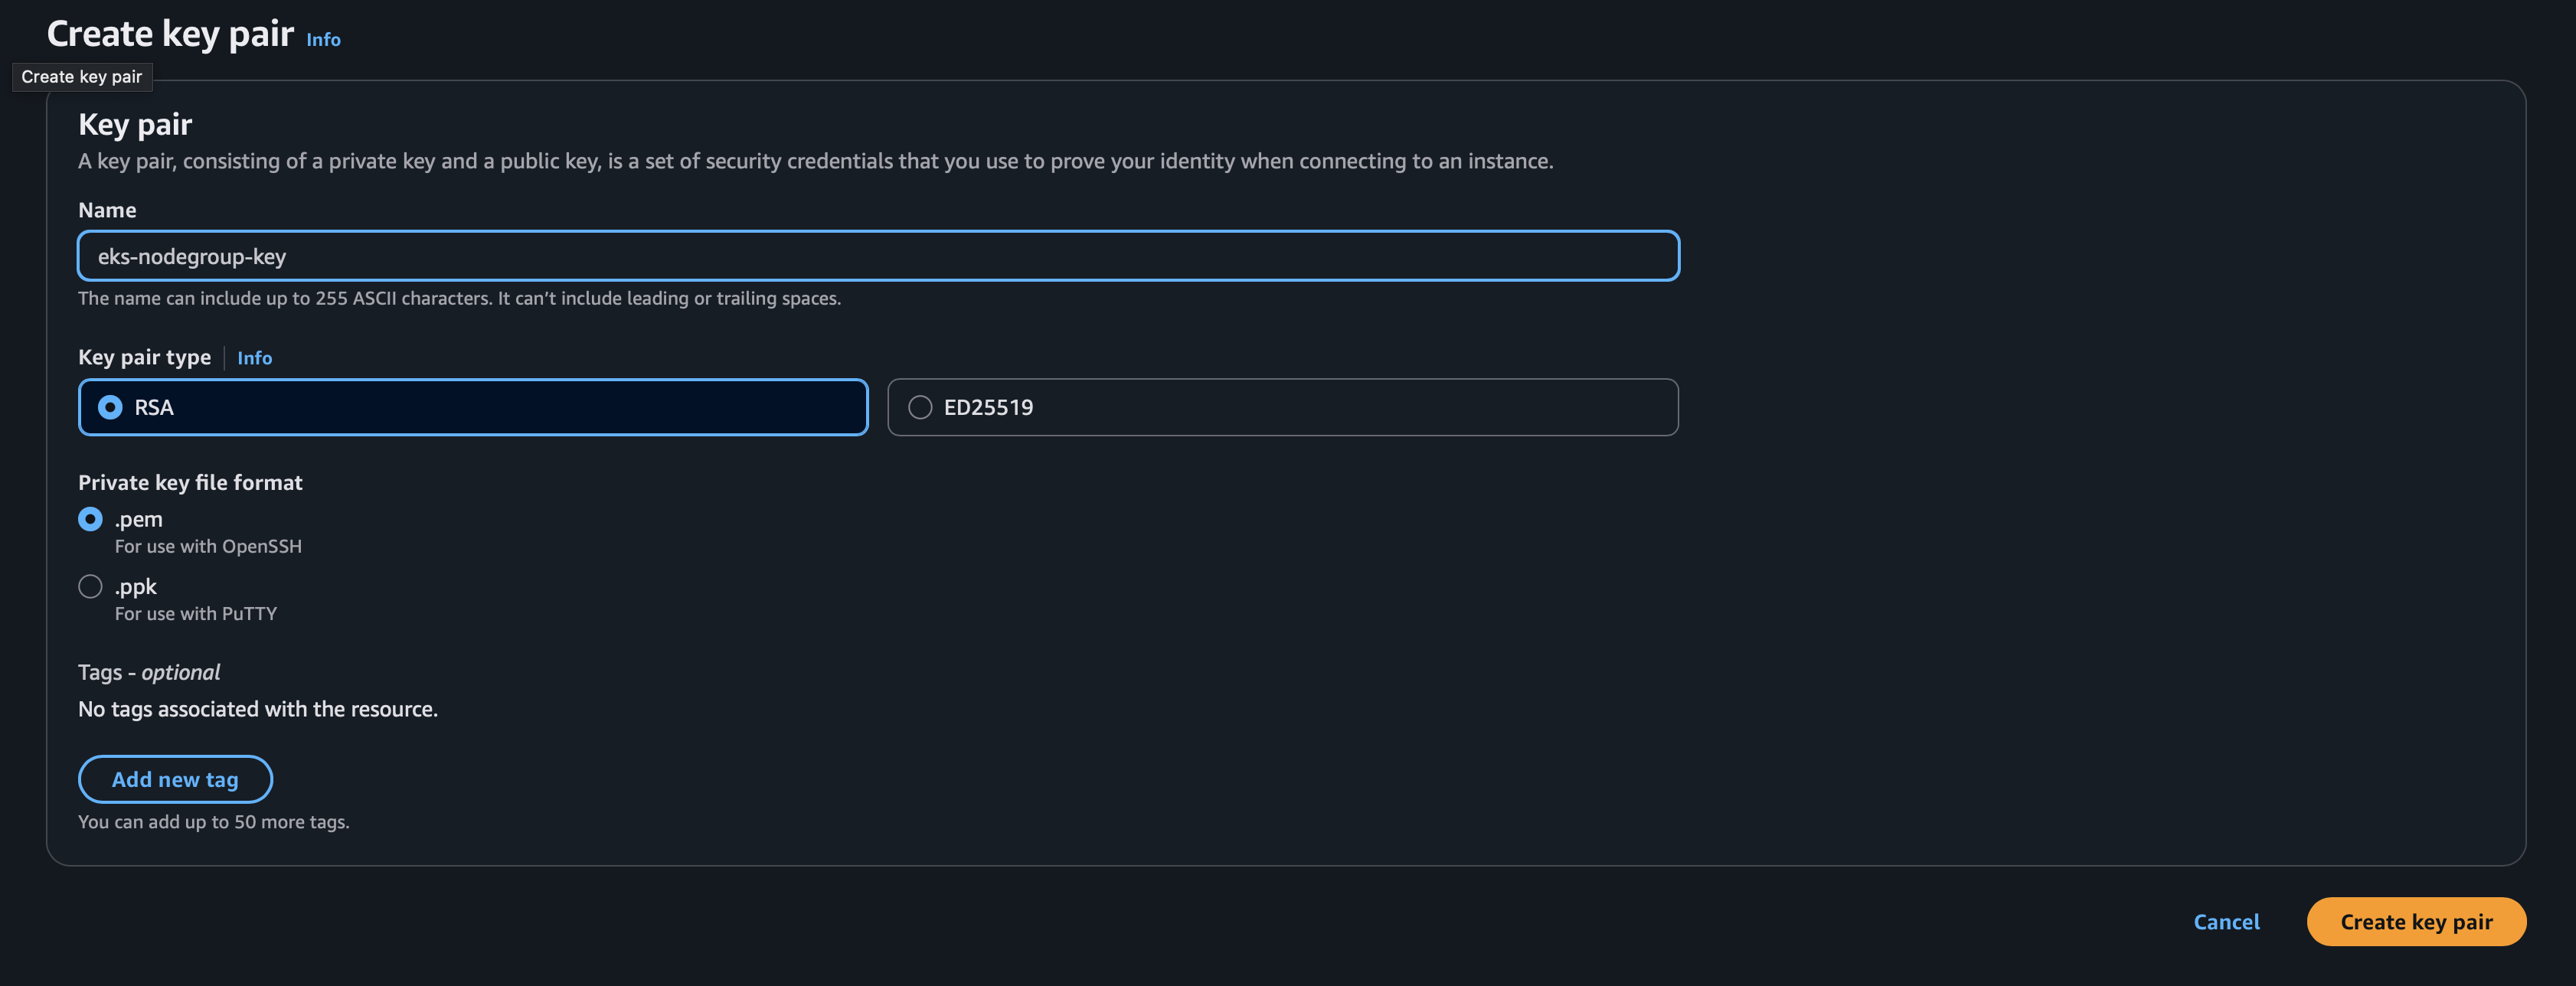 Create key pair Info
Create key pair
Key pair
A key pair, consisting of a private key and a public key, is a set of security credentials that you use to prove your identity when connecting to an instance.
Name
eks-nodegroup-key
The name can include up to 255 ASCII characters. It can’t include leading or trailing spaces.
Key pair type Info
RSA ED25519
Private key file format
.pem
For use with OpenSSH
.ppk
For use with PuTTY
Tags - optional
No tags associated with the resource.
Add new tag
You can add up to 50 more tags.
Cancel Create key pair